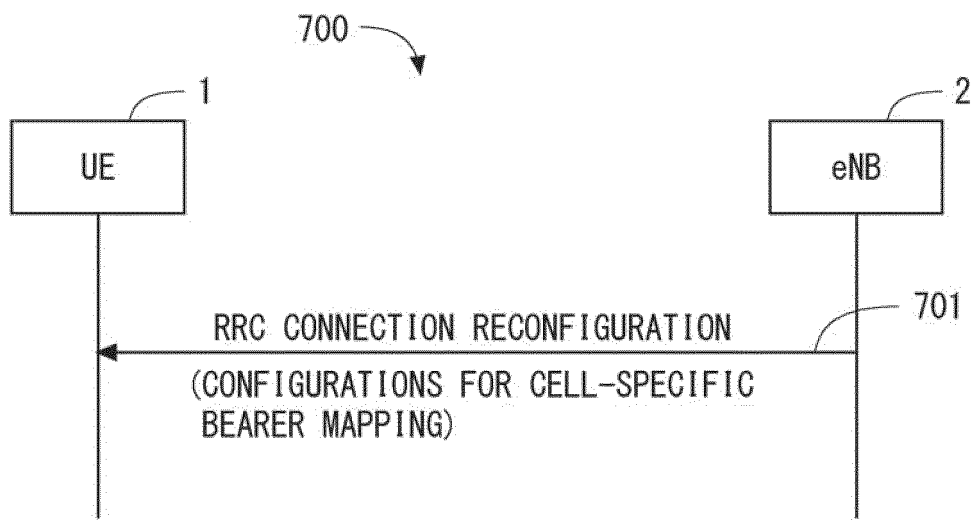 700
1
2
UE
eNB
701
RRC CONNECTION RECONFIGURATION
(CONFIGURATIONS FOR CELL-SPECIFIC
BEARER MAPPING)